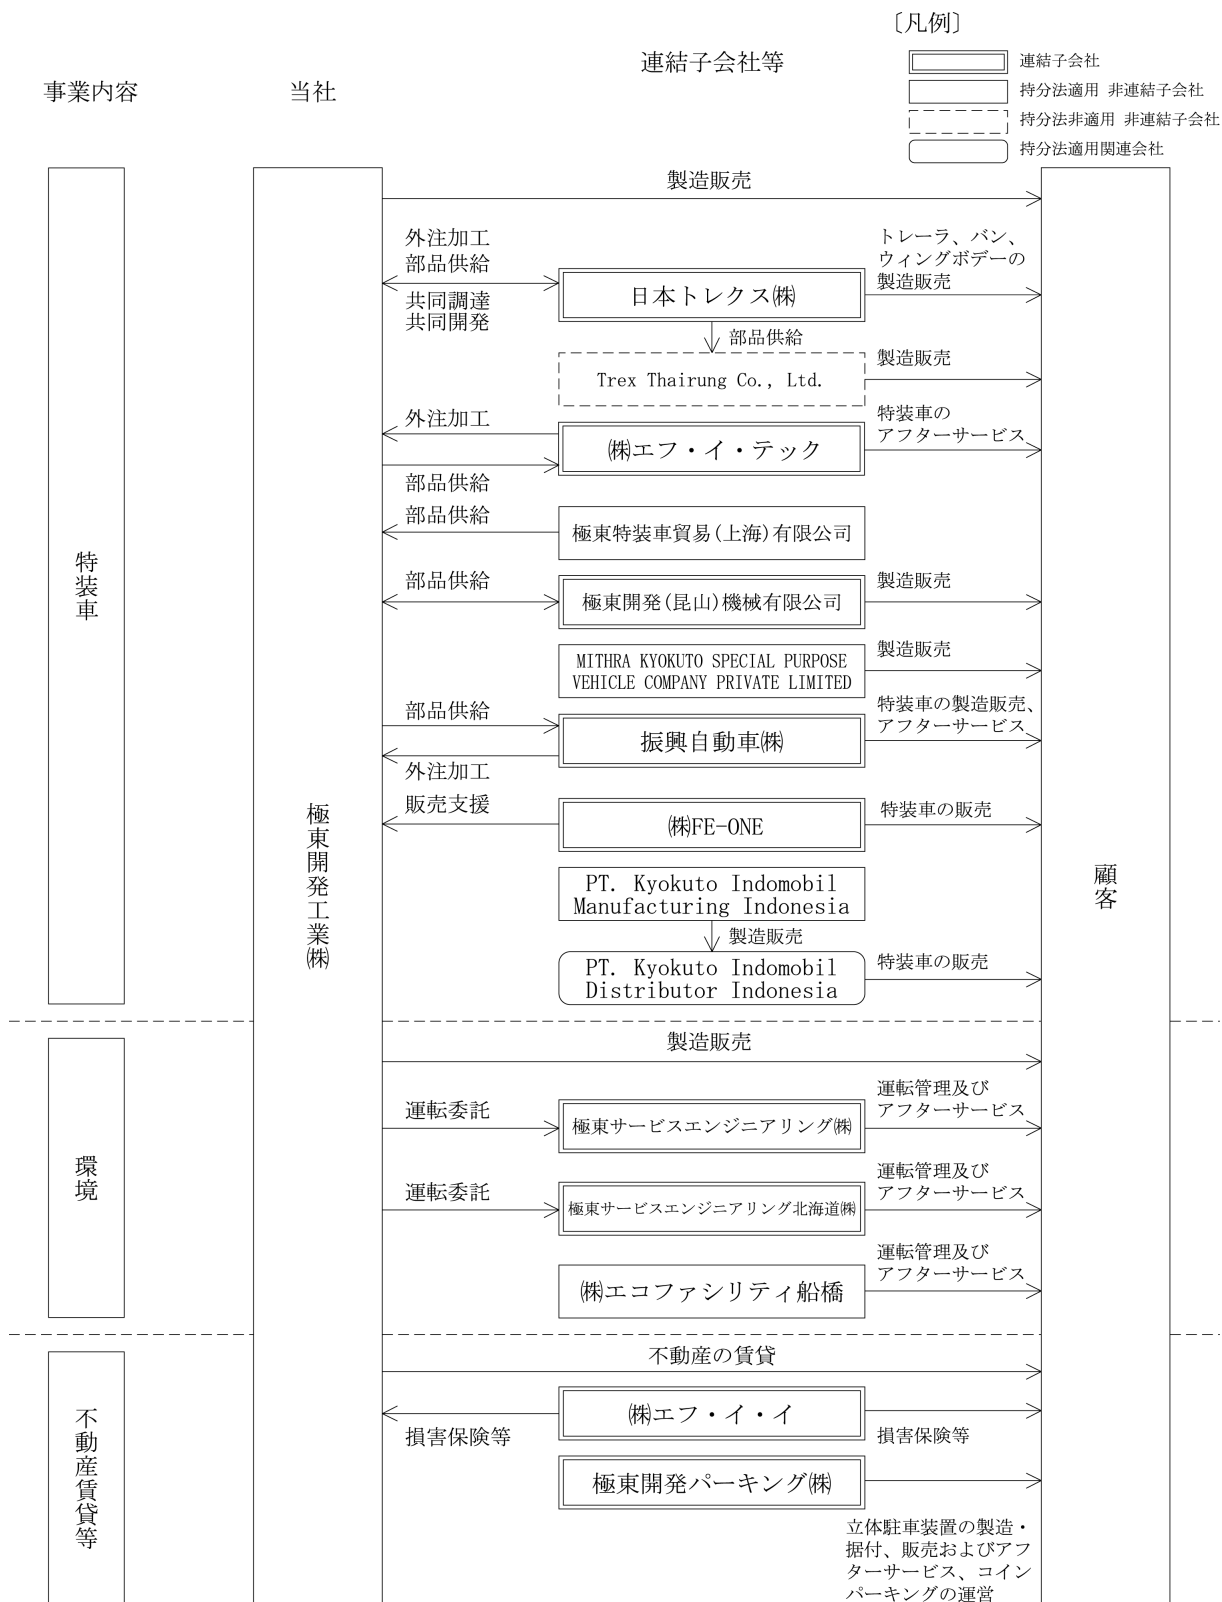 〔凡例〕
連結子会社
持分法適用 非連結子会社
持分法非適用 非連結子会社
持分法適用関連会社
事業内容
当社
連結子会社等
特装車
極東開発工業㈱
顧客
製造販売
外注加工
部品供給
共同調達
共同開発
日本トレクス㈱
トレーラ、バン、
ウィングボデーの
製造販売
部品供給
Trex Thairung Co., Ltd.
製造販売
外注加工
部品供給
㈱エフ・イ・テック
特装車の
アフターサービス
部品供給
極東特装車貿易(上海)有限公司
部品供給
極東開発(昆山)機械有限公司
製造販売
MITHRA KYOKUTO SPECIAL PURPOSE
VEHICLE COMPANY PRIVATE LIMITED
製造販売
部品供給
外注加工
振興自動車㈱
特装車の製造販売、
アフターサービス
販売支援
㈱FE-ONE
特装車の販売
PT. Kyokuto Indomobil
Manufacturing Indonesia
製造販売
PT. Kyokuto Indomobil
Distributor Indonesia
特装車の販売
環境
製造販売
運転委託
極東サービスエンジニアリング㈱
運転管理及び
アフターサービス
運転委託
極東サービスエンジニアリング北海道㈱
運転管理及び
アフターサービス
㈱エコファシリティ船橋
運転管理及び
アフターサービス
不動産賃貸等
不動産の賃貸
損害保険等
㈱エフ・イ・イ
損害保険等
極東開発パーキング㈱
立体駐車装置の製造・
据付、販売およびアフ
ターサービス、コイン
パーキングの運営